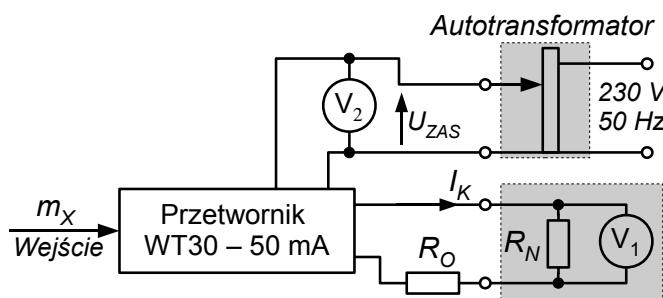 Autotransformator
V2
UZAS
230 V
50 Hz
mX
Wejście
Przetwornik
WT30 – 50 mA
IK
RO
RN
V1